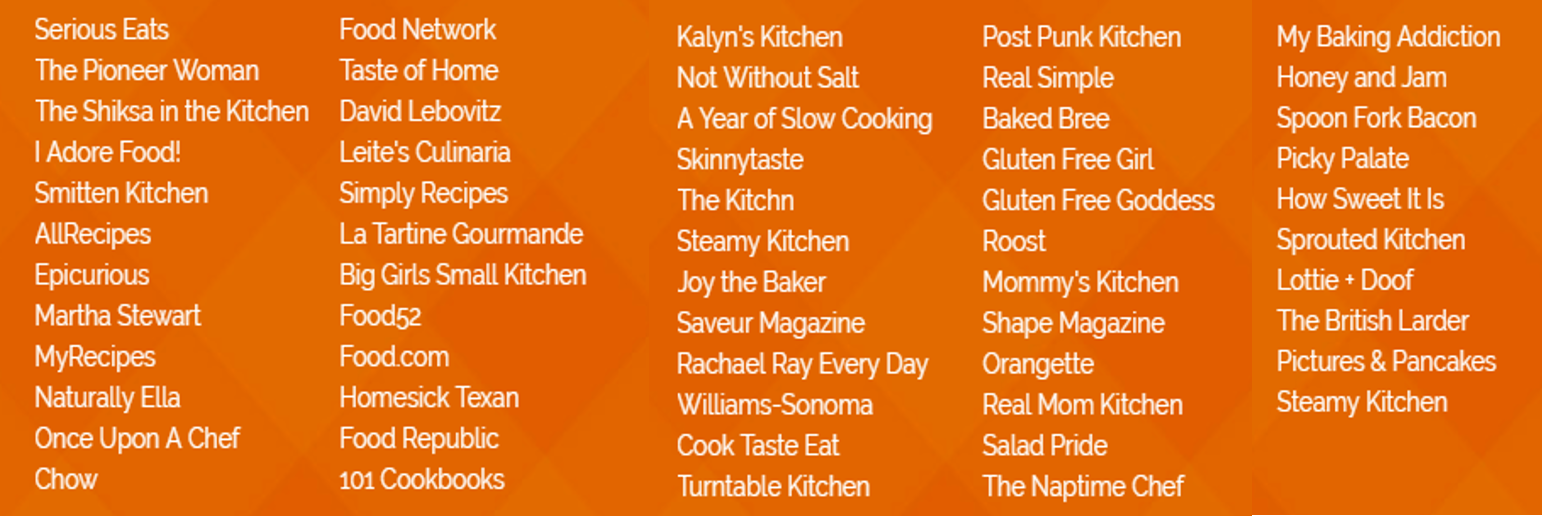 Serious Eats
The Pioneer Woman
The Shiksa in the Kitchen
I Adore Food!
Smitten Kitchen
AllRecipes
Epicurious
Martha Stewart
MyRecipes
Naturally Ella
Once Upon A Chef
Chow
Food Network
Taste of Home
David Lebovitz
Leite's Culinaria
Simply Recipes
La Tartine Gourmande
Big Girls Small Kitchen
Food52
Food.com
Homesick Texan
Food Republic
101 Cookbooks
Kalyn's Kitchen
Not Without Salt
A Year of Slow Cooking
Skinnytaste
The Kitchn
Steamy Kitchen
Joy the Baker
Saveur Magazine
Rachael Ray Every Day
Williams-Sonoma
Cook Taste Eat
Turntable Kitchen
Post Punk Kitchen
Real Simple
Baked Bree
Gluten Free Girl
Gluten Free Goddess
Roost
Mommy's Kitchen
Shape Magazine
Orangette
Real Mom Kitchen
Salad Pride
The Naptime Chef
My Baking Addiction
Honey and Jam
Spoon Fork Bacon
Picky Palate
How Sweet It Is
Sprouted Kitchen
Lottie + Doof
The British Larder
Pictures & Pancakes
Steamy Kitchen